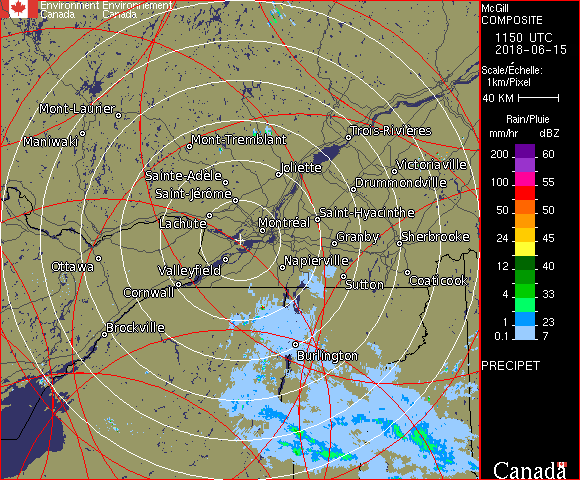 Environment Environnement
Canada Canada
McGill
COMPOSITE
1150 UTC
2018-06-15
Scale/Échelle:
1km/Pixel
40 KM
Rain/Pluie
mm/hr dBZ
200 60
150 55
100 55
50 50
24 45
12 40
4 33
1 23
0.1 7
PRECIPET
Canada
Mont-Laurier
Maniwaki
Mont-Tremblant
Trois-Rivières
Sainte-Adèle
Joliette
Victoriaville
Saint-Jérôme
Drummondville
Lachute
Montréal
Saint-Hyacinthe
Granby
Sherbrooke
Ottawa
Valleyfield
Napierville
Cornwall
Sutton
Coaticook
Brockville
Burlington